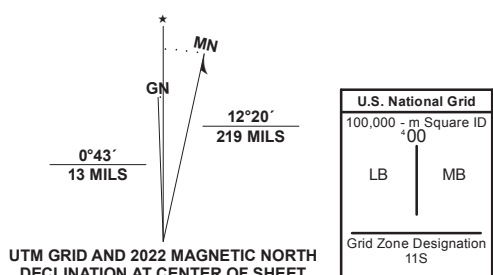 ★
MN
GN
12°20´
219 MILS
0°43´
13 MILS
UTM GRID AND 2022 MAGNETIC NORTH
DECLINATION AT CENTER OF SHEET
U.S. National Grid
100,000 - m Square ID
⁴00
LB MB
Grid Zone Designation
11S